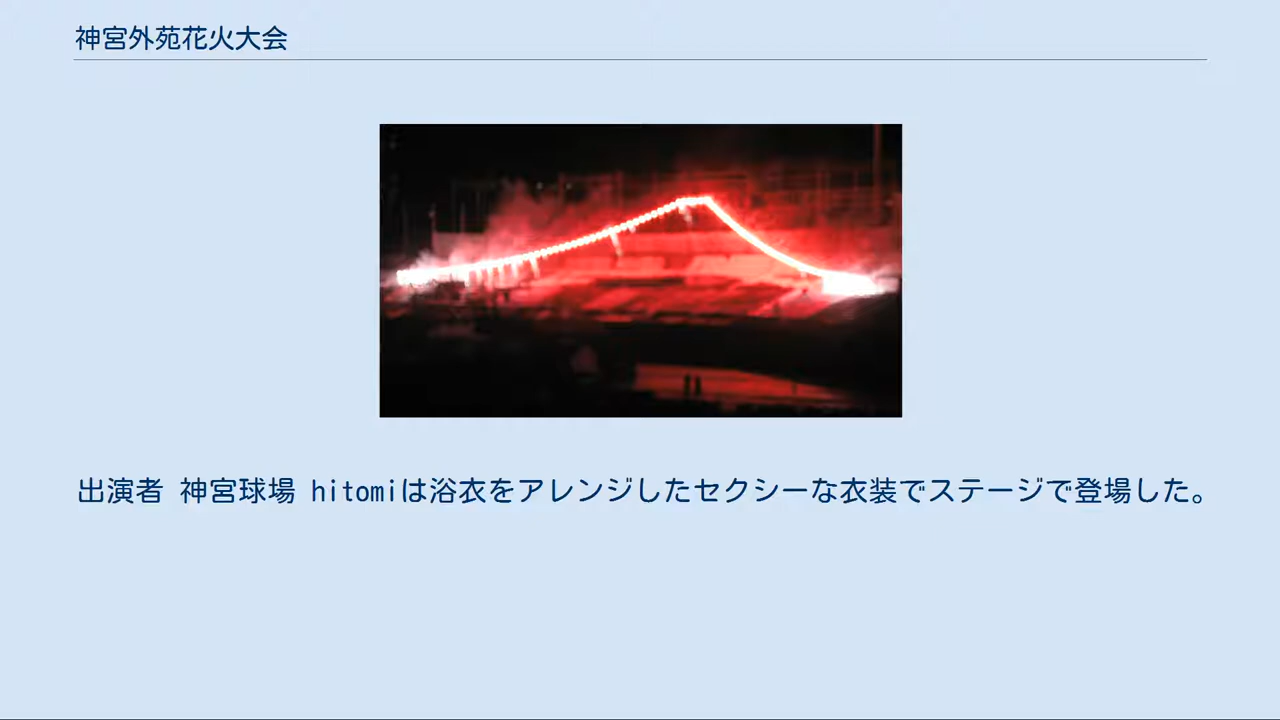 神宮外苑花火大会
出演者 神宮球場 hitomiは浴衣をアレンジしたセクシーな衣装でステージで登場した。